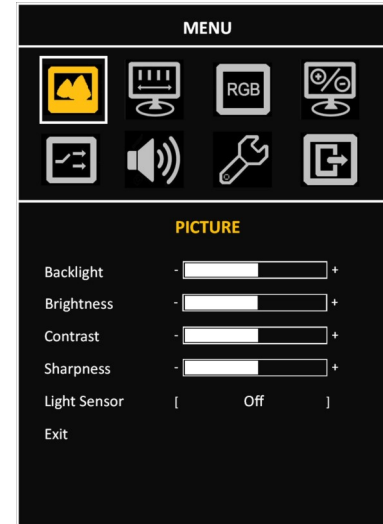 MENU
RGB
PICTURE
Backlight - +
Brightness - +
Contrast - +
Sharpness - +
Light Sensor [ Off ]
Exit